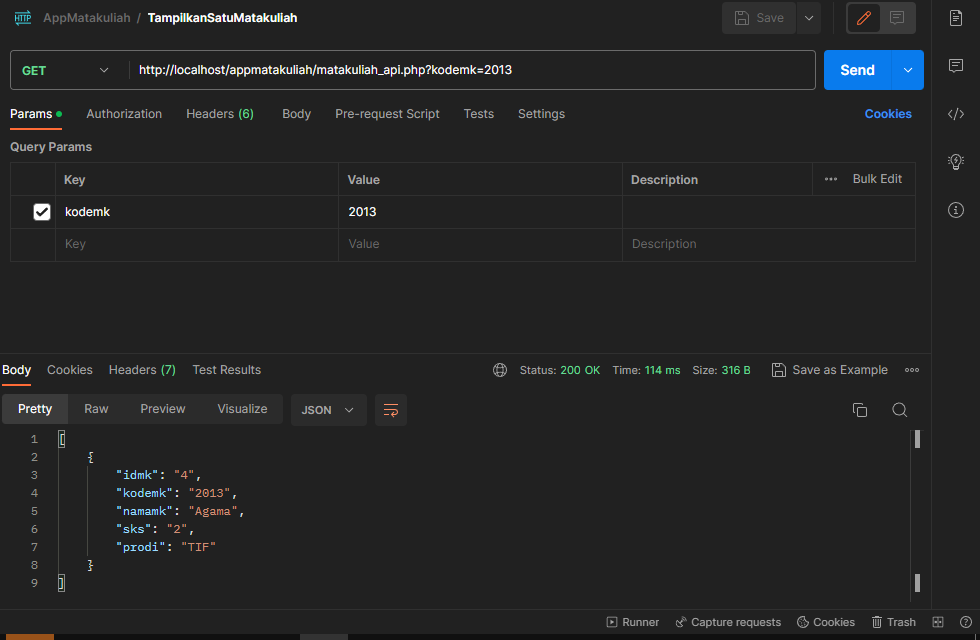 HTTP AppMatakuliah / TampilkanSatuMatakuliah Save
GET http://localhost/appmatakuliah/matakuliah_api.php?kodemk=2013 Send
Params Authorization Headers (6) Body Pre-request Script Tests Settings Cookies
Query Params
Key Value Description Bulk Edit
kodemk 2013
Key Value Description
Body Cookies Headers (7) Test Results Status: 200 OK Time: 114 ms Size: 316 B Save as Example
Pretty Raw Preview Visualize JSON
1 [
2 {
3 "idmk": "4",
4 "kodemk": "2013",
5 "namamk": "Agama",
6 "sks": "2",
7 "prodi": "TIF"
8 }
9 ]
Runner Capture requests Cookies Trash